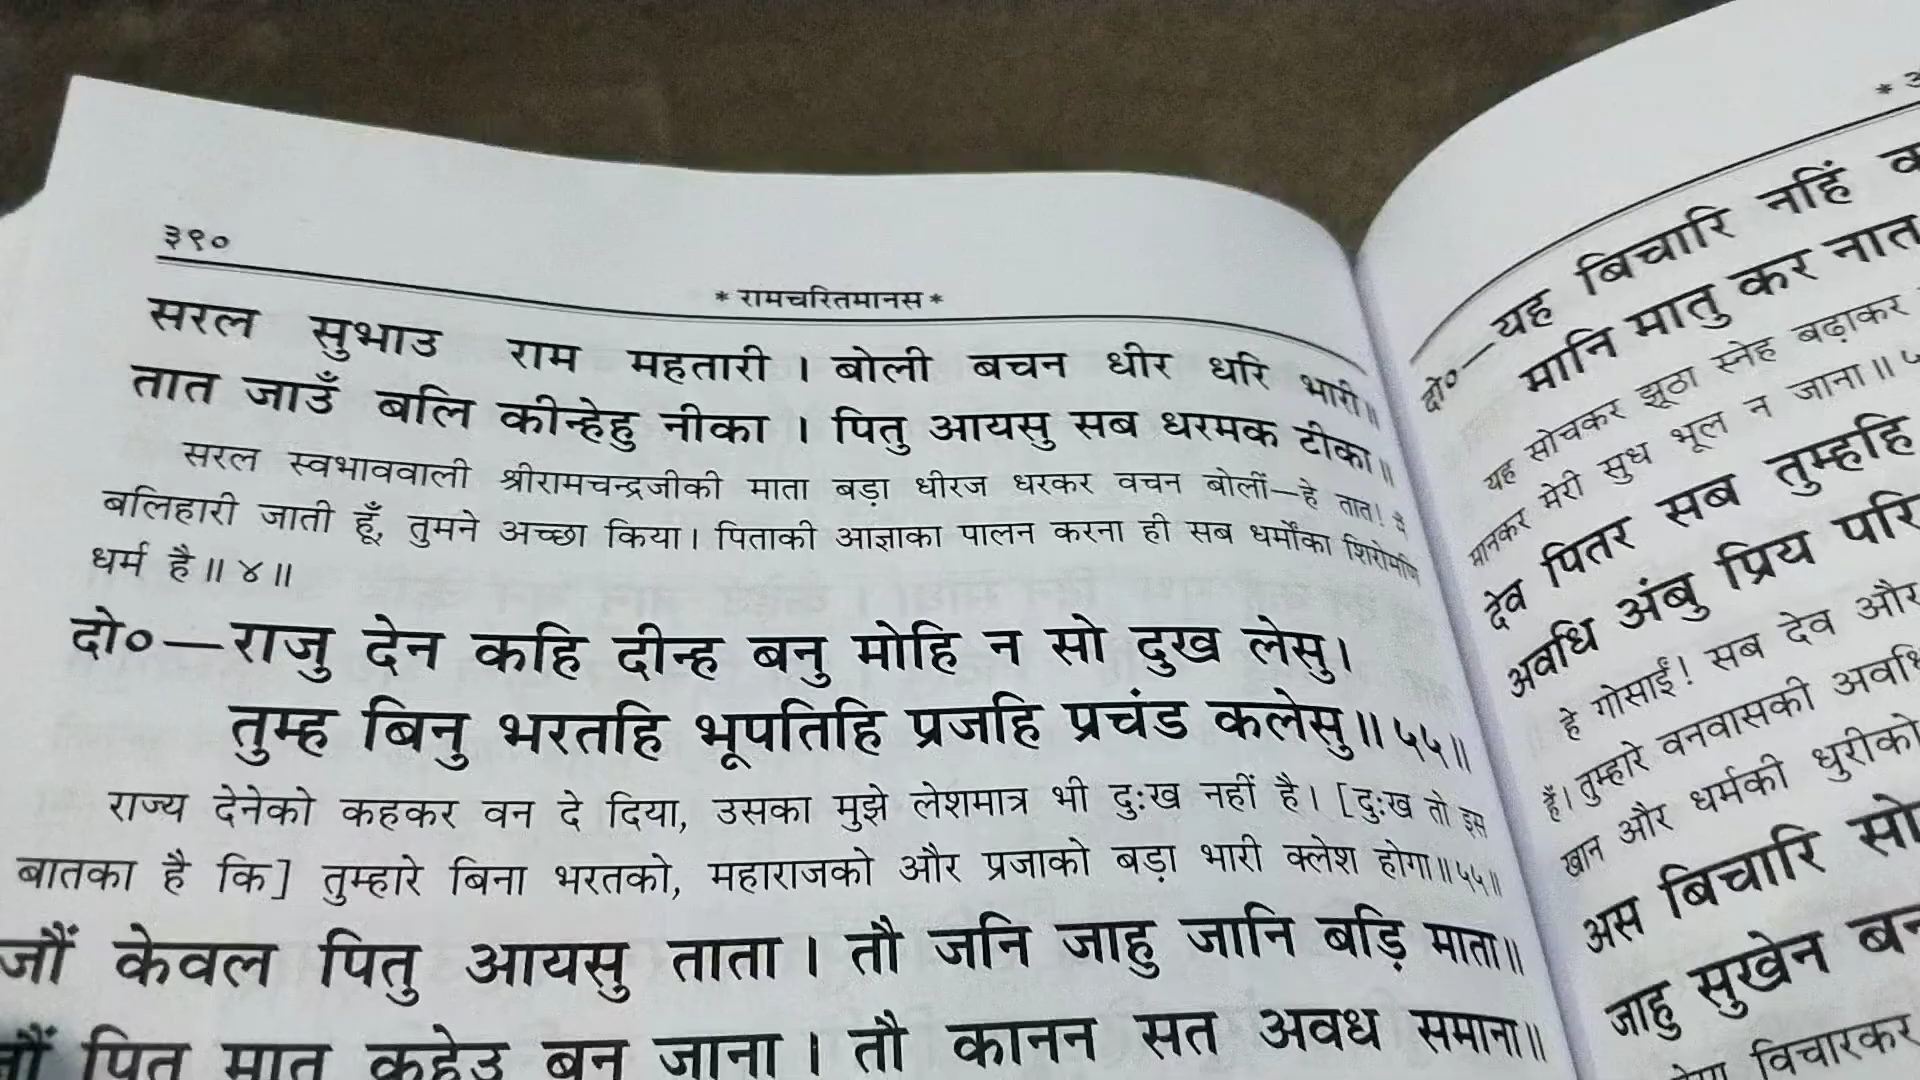 ३९०
* रामचरितमानस *
सरल सुभाउ राम महतारी । बोली बचन धीर धरि भारी॥
तात जाउँ बलि कीन्हेहु नीका । पितु आयसु सब धरमक टीका॥
सरल स्वभाववाली श्रीरामचन्द्रजीकी माता बड़ा धीरज धरकर वचन बोलीं—हे तात! मैं
बलिहारी जाती हूँ, तुमने अच्छा किया। पिताकी आज्ञाका पालन करना ही सब धर्मोंका शिरोमणि
धर्म है॥४॥
दो०—राजु देन कहि दीन्ह बनु मोहि न सो दुख लेसु।
तुम्ह बिनु भरतहि भूपतिहि प्रजहि प्रचंड कलेसु॥५५॥
राज्य देनेको कहकर वन दे दिया, उसका मुझे लेशमात्र भी दुःख नहीं है। [दुःख तो इस
बातका है कि] तुम्हारे बिना भरतको, महाराजको और प्रजाको बड़ा भारी क्लेश होगा॥५५॥
जौं केवल पितु आयसु ताता । तौ जनि जाहु जानि बड़ि माता॥
जौं पितु मातु कहेउ बन जाना । तौ कानन सत अवध समाना॥
*
दो०—यह बिचारि नहिं
मानि मातु कर नात
यह सोचकर झूठा स्नेह बढ़ाकर
मानकर मेरी सुध भूल न जाना॥
देव पितर सब तुम्हहि
अवधि अंबु प्रिय परि
हे गोसाईं! सब देव और
हैं। तुम्हारे वनवासकी अवधि
खान और धर्मकी धुरीको
अस बिचारि सो
जाहु सुखेन बन
विचारकर